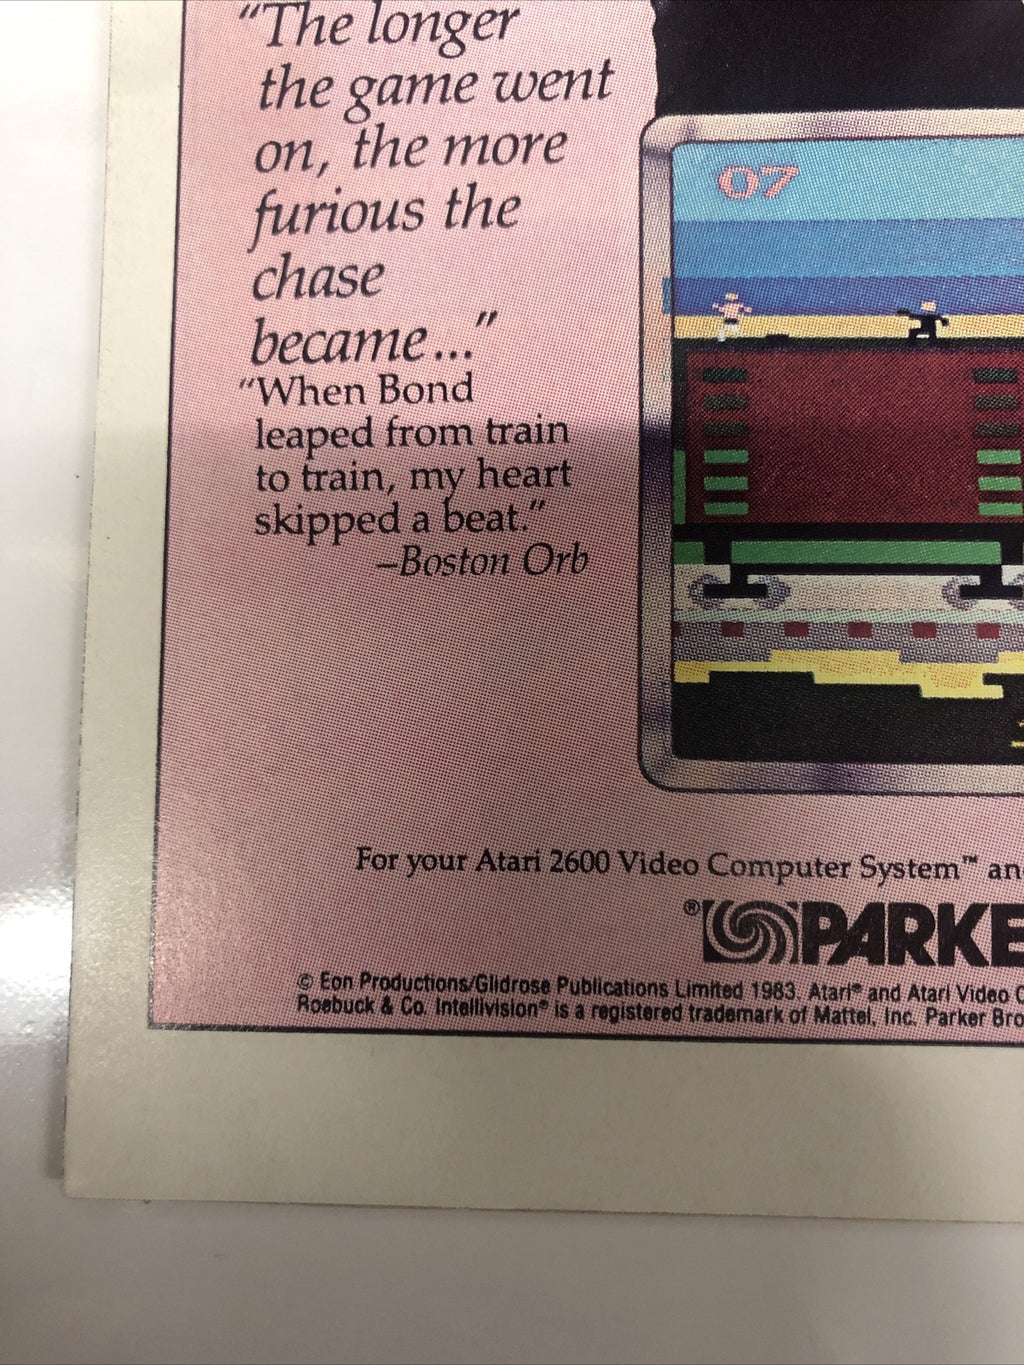 “The longer
the game went
on, the more
furious the
chase
became...”
“When Bond
leaped from train
to train, my heart
skipped a beat.”
–Boston Orb
07
For your Atari 2600 Video Computer System™ an
® PARKE
© Eon Productions/Glidrose Publications Limited 1983. Atari® and Atari Video C
Roebuck & Co. Intellivision® is a registered trademark of Mattel, Inc. Parker Bro